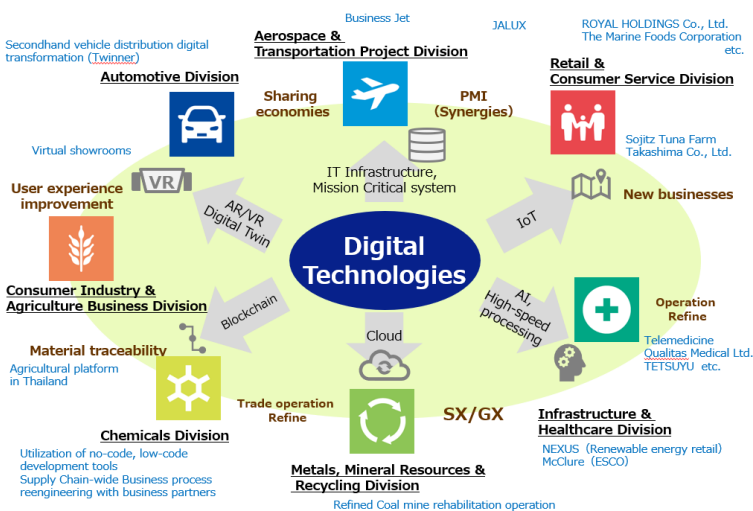 Business Jet
JALUX
ROYAL HOLDINGS Co., Ltd.
The Marine Foods Corporation
etc.
Secondhand vehicle distribution digital
transformation (Twinner)
Aerospace &
Transportation Project Division
Retail &
Consumer Service Division
Automotive Division
Sharing
economies
PMI
(Synergies)
Sojitz Tuna Farm
Takashima Co., Ltd.
Virtual showrooms
VR
IT Infrastructure,
Mission Critical system
User experience
improvement
New businesses
AR/VR
Digital Twin
IoT
Digital
Technologies
Consumer Industry &
Agriculture Business Division
Blockchain
AI,
High-speed
processing
Operation
Refine
Cloud
Material traceability
Agricultural platform
in Thailand
Telemedicine
Qualitas Medical Ltd.
TETSUYU etc.
Trade operation
Refine
SX/GX
Chemicals Division
Infrastructure &
Healthcare Division
Utilization of no-code, low-code
development tools
Supply Chain-wide Business process
reengineering with business partners
NEXUS (Renewable energy retail)
McClure (ESCO)
Metals, Mineral Resources &
Recycling Division
Refined Coal mine rehabilitation operation